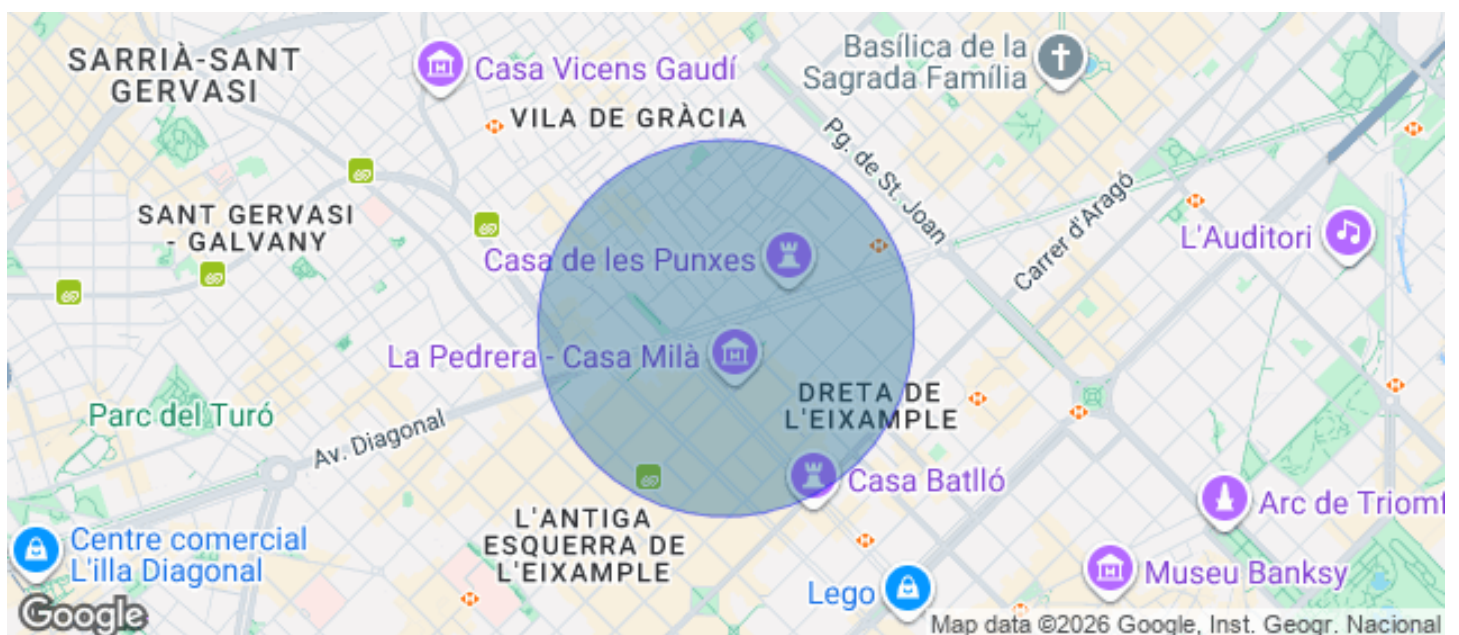 SARRIÀ-SANT
GERVASI
Casa Vicens Gaudí
Basílica de la
Sagrada Família
VILA DE GRÀCIA
Pg. de St. Joan
SANT GERVASI
- GALVANY
Casa de les Punxes
Carrer d'Aragó
L'Auditori
La Pedrera - Casa Milà
Parc del Turó
Av. Diagonal
DRETA DE
L'EIXAMPLE
Casa Batlló
Arc de Triomf
L'ANTIGA
ESQUERRA DE
L'EIXAMPLE
Centre comercial
L'illa Diagonal
Lego
Museu Banksy
Google
Map data ©2026 Google, Inst. Geogr. Nacional